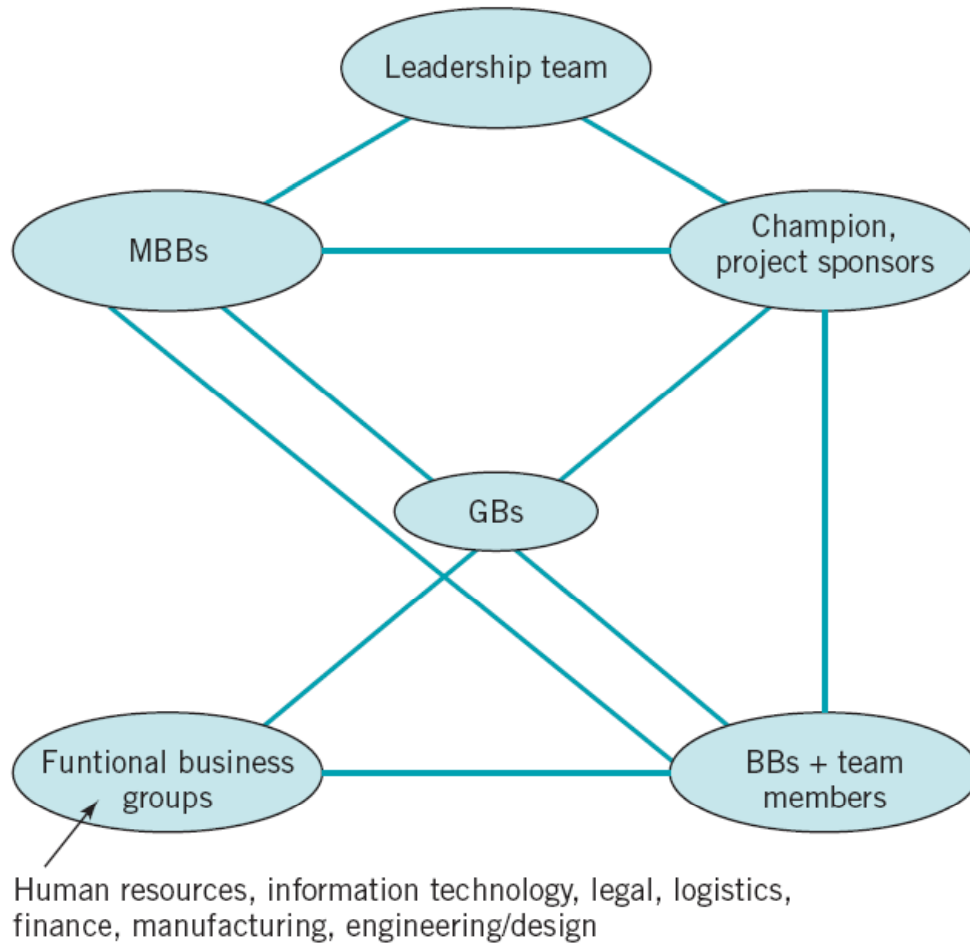 Leadership team
MBBs
Champion,
project sponsors
GBs
Funtional business
groups
BBs + team
members
Human resources, information technology, legal, logistics,
finance, manufacturing, engineering/design